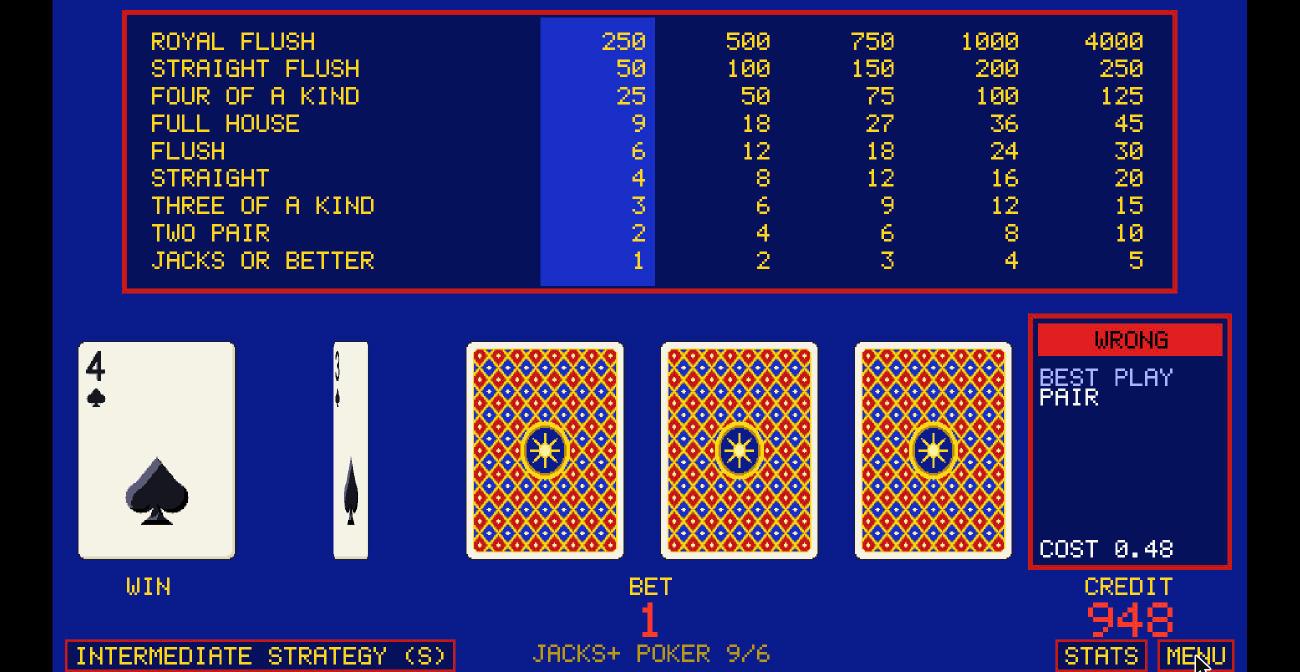 ROYAL FLUSH 250 500 750 1000 4000
STRAIGHT FLUSH 50 100 150 200 250
FOUR OF A KIND 25 50 75 100 125
FULL HOUSE 9 18 27 36 45
FLUSH 6 12 18 24 30
STRAIGHT 4 8 12 16 20
THREE OF A KIND 3 6 9 12 15
TWO PAIR 2 4 6 8 10
JACKS OR BETTER 1 2 3 4 5
4
3
WRONG
BEST PLAY
PAIR
COST 0.48
WIN
BET
1
CREDIT
948
INTERMEDIATE STRATEGY (S)
JACKS+ POKER 9/6
STATS
MENU